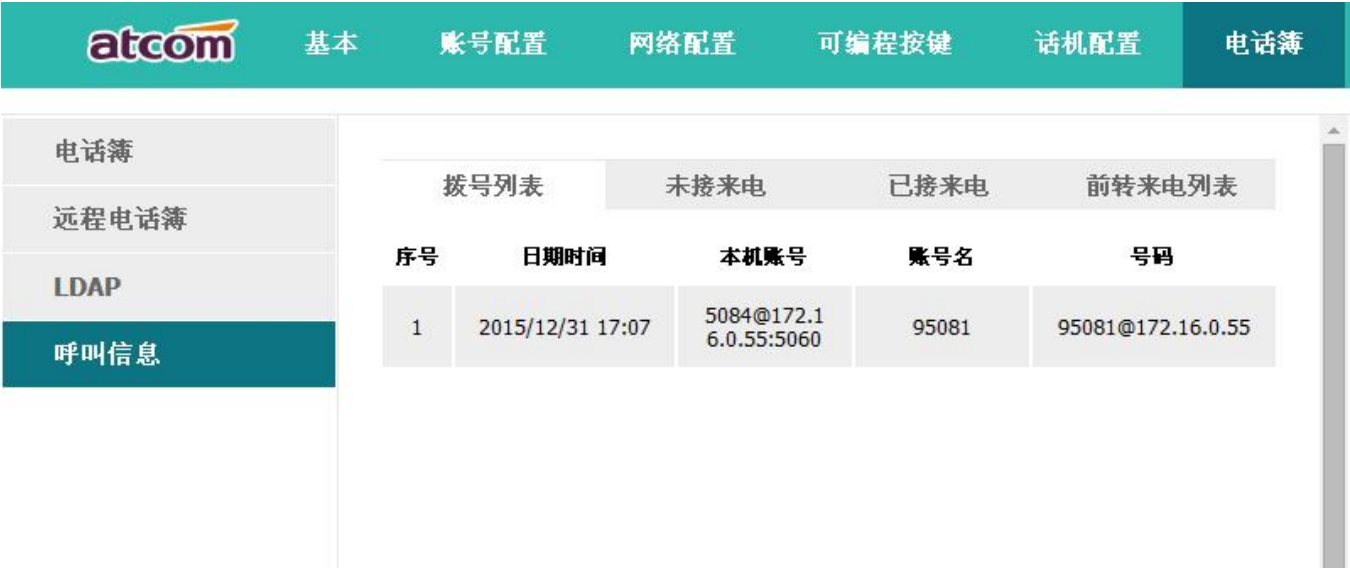 atcom 基本 账号配置 网络配置 可编程按键 话机配置 电话簿
电话簿
远程电话簿
LDAP
呼叫信息
拨号列表 未接来电 已接来电 前转来电列表
序号 日期时间 本机账号 账号名 号码
1 2015/12/31 17:07 5084@172.1
6.0.55:5060 95081 95081@172.16.0.55